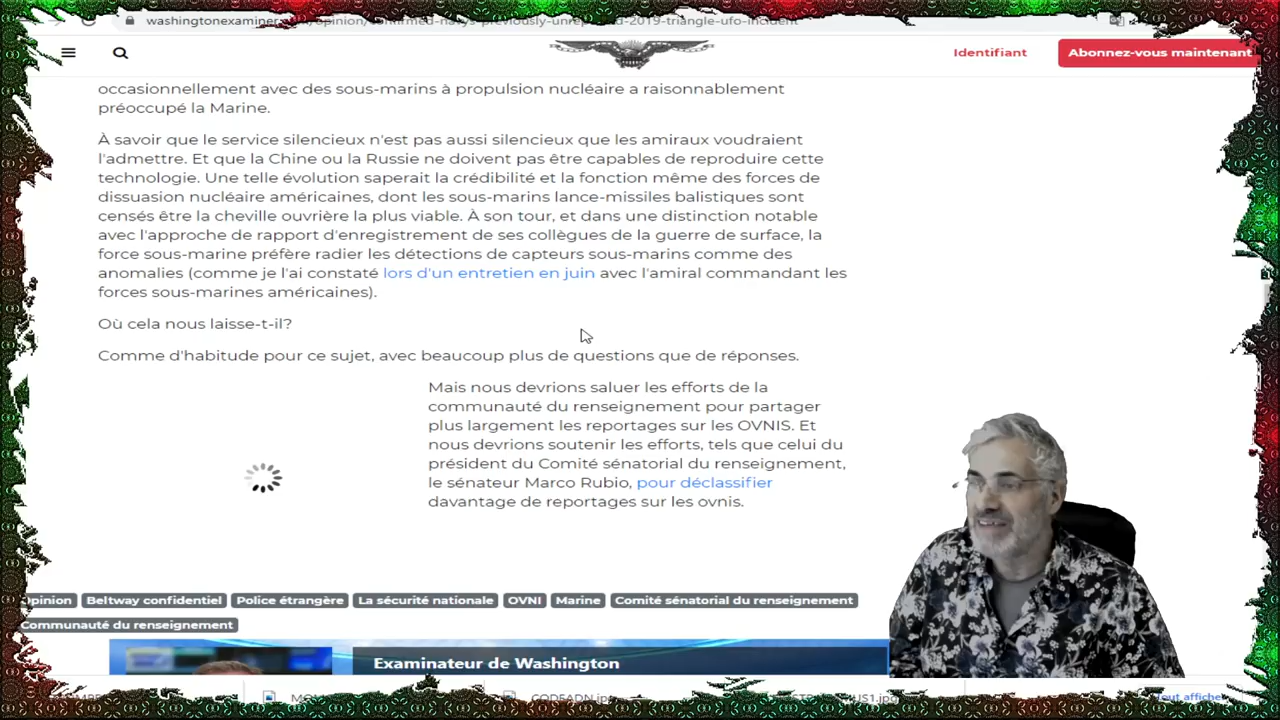 washingtonexaminer
Identifiant
Abonnez-vous maintenant
occasionnellement avec des sous-marins à propulsion nucléaire a raisonnablement
préoccupé la Marine.
À savoir que le service silencieux n'est pas aussi silencieux que les amiraux voudraient
l'admettre. Et que la Chine ou la Russie ne doivent pas être capables de reproduire cette
technologie. Une telle évolution saperait la crédibilité et la fonction même des forces de
dissuasion nucléaire américaines, dont les sous-marins lance-missiles balistiques sont
censés être la cheville ouvrière la plus viable. À son tour, et dans une distinction notable
avec l'approche de rapport d'enregistrement de ses collègues de la guerre de surface, la
force sous-marine préfère radier les détections de capteurs sous-marins comme des
anomalies (comme je l'ai constaté lors d'un entretien en juin avec l'amiral commandant les
forces sous-marines américaines).
Où cela nous laisse-t-il?
Comme d'habitude pour ce sujet, avec beaucoup plus de questions que de réponses.
Mais nous devrions saluer les efforts de la
communauté du renseignement pour partager
plus largement les reportages sur les OVNIS. Et
nous devrions soutenir les efforts, tels que celui du
président du Comité sénatorial du renseignement,
le sénateur Marco Rubio, pour déclassifier
davantage de reportages sur les ovnis.
Opinion Beltway confidentiel Police étrangère La sécurité nationale OVNI Marine Comité sénatorial du renseignement
Communauté du renseignement
Examinateur de Washington